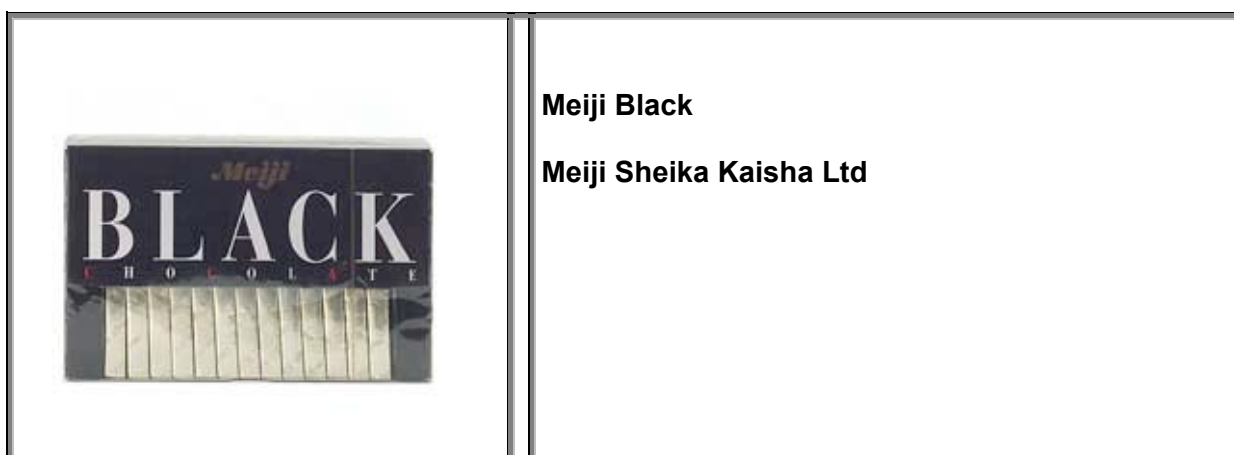 Meiji
BLACK
CHOCOLATE
Meiji Black
Meiji Sheika Kaisha Ltd